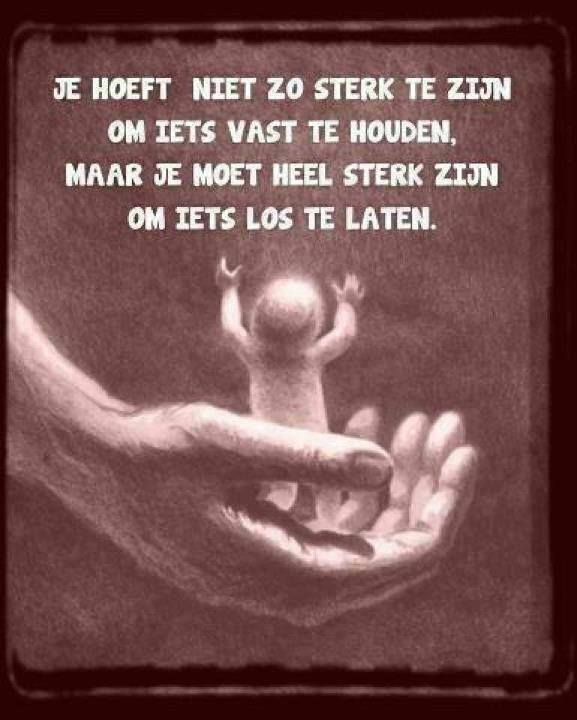 JE HOEFT NIET ZO STERK TE ZIJN
OM IETS VAST TE HOUDEN,
MAAR JE MOET HEEL STERK ZIJN
OM IETS LOS TE LATEN.